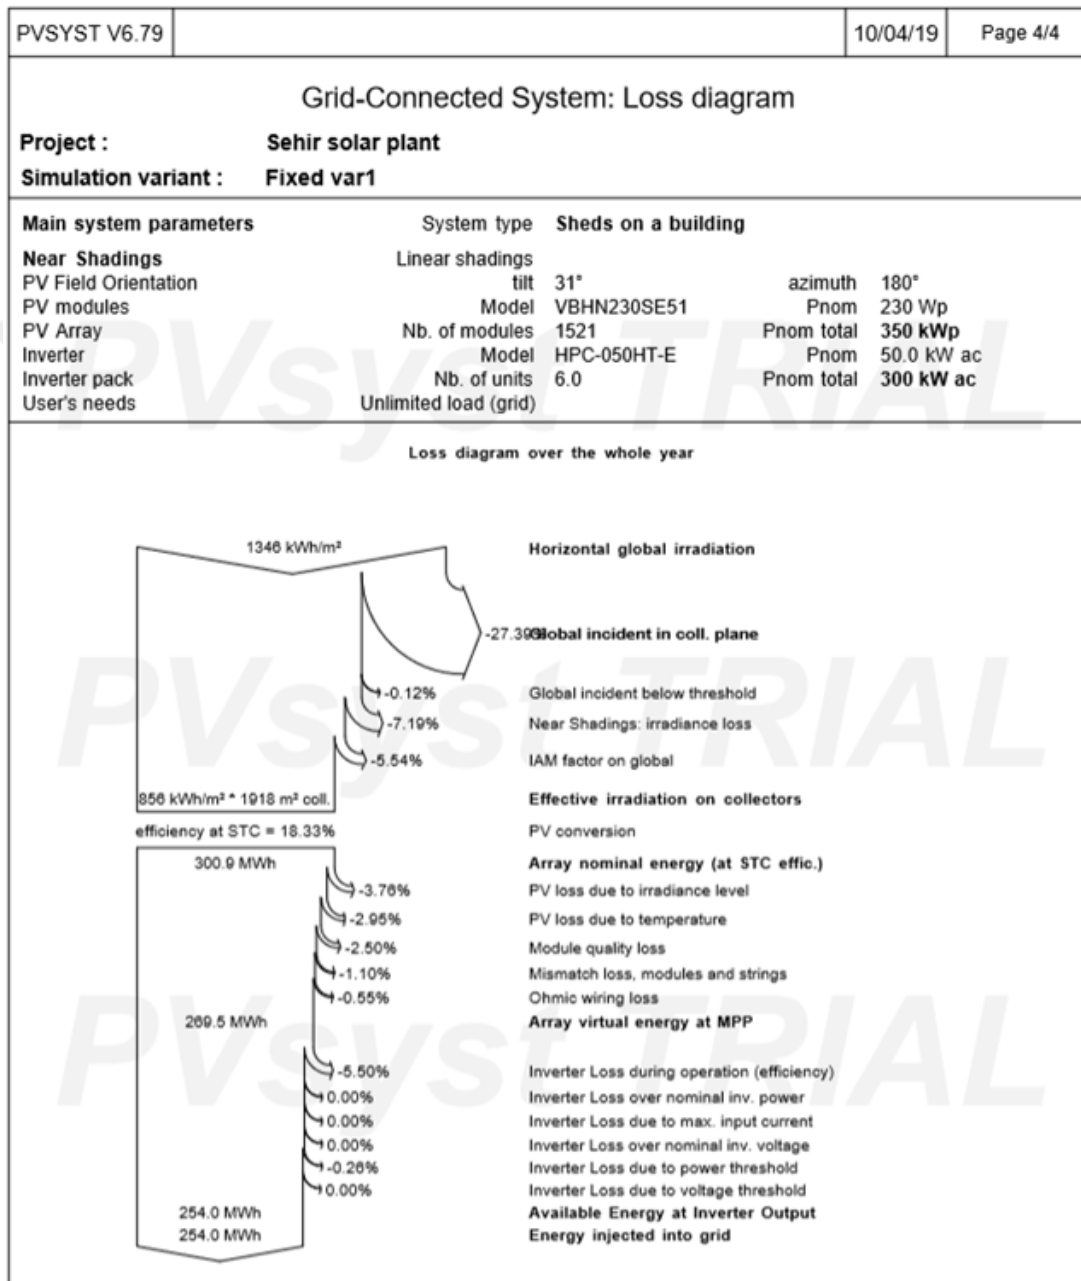 PVSYST V6.79 10/04/19 Page 4/4
Grid-Connected System: Loss diagram
Project : Sehir solar plant
Simulation variant : Fixed var1
Main system parameters System type Sheds on a building
Near Shadings Linear shadings
PV Field Orientation tilt 31° azimuth 180°
PV modules Model VBHN230SE51 Pnom 230 Wp
PV Array Nb. of modules 1521 Pnom total 350 kWp
Inverter Model HPC-050HT-E Pnom 50.0 kW ac
Inverter pack Nb. of units 6.0 Pnom total 300 kW ac
User's needs Unlimited load (grid)
PVsyst TRIAL
Loss diagram over the whole year
1346 kWh/m² Horizontal global irradiation
-27.39% Global incident in coll. plane
-0.12% Global incident below threshold
PVsyst TRIAL
-7.19% Near Shadings: irradiance loss
-5.54% IAM factor on global
856 kWh/m² * 1918 m² coll. Effective irradiation on collectors
efficiency at STC = 18.33% PV conversion
300.9 MWh Array nominal energy (at STC effic.)
-3.76% PV loss due to irradiance level
-2.95% PV loss due to temperature
-2.50% Module quality loss
-1.10% Mismatch loss, modules and strings
-0.55% Ohmic wiring loss
269.5 MWh Array virtual energy at MPP
PVsyst TRIAL
-5.50% Inverter Loss during operation (efficiency)
0.00% Inverter Loss over nominal inv. power
0.00% Inverter Loss due to max. input current
0.00% Inverter Loss over nominal inv. voltage
-0.26% Inverter Loss due to power threshold
0.00% Inverter Loss due to voltage threshold
254.0 MWh Available Energy at Inverter Output
254.0 MWh Energy injected into grid